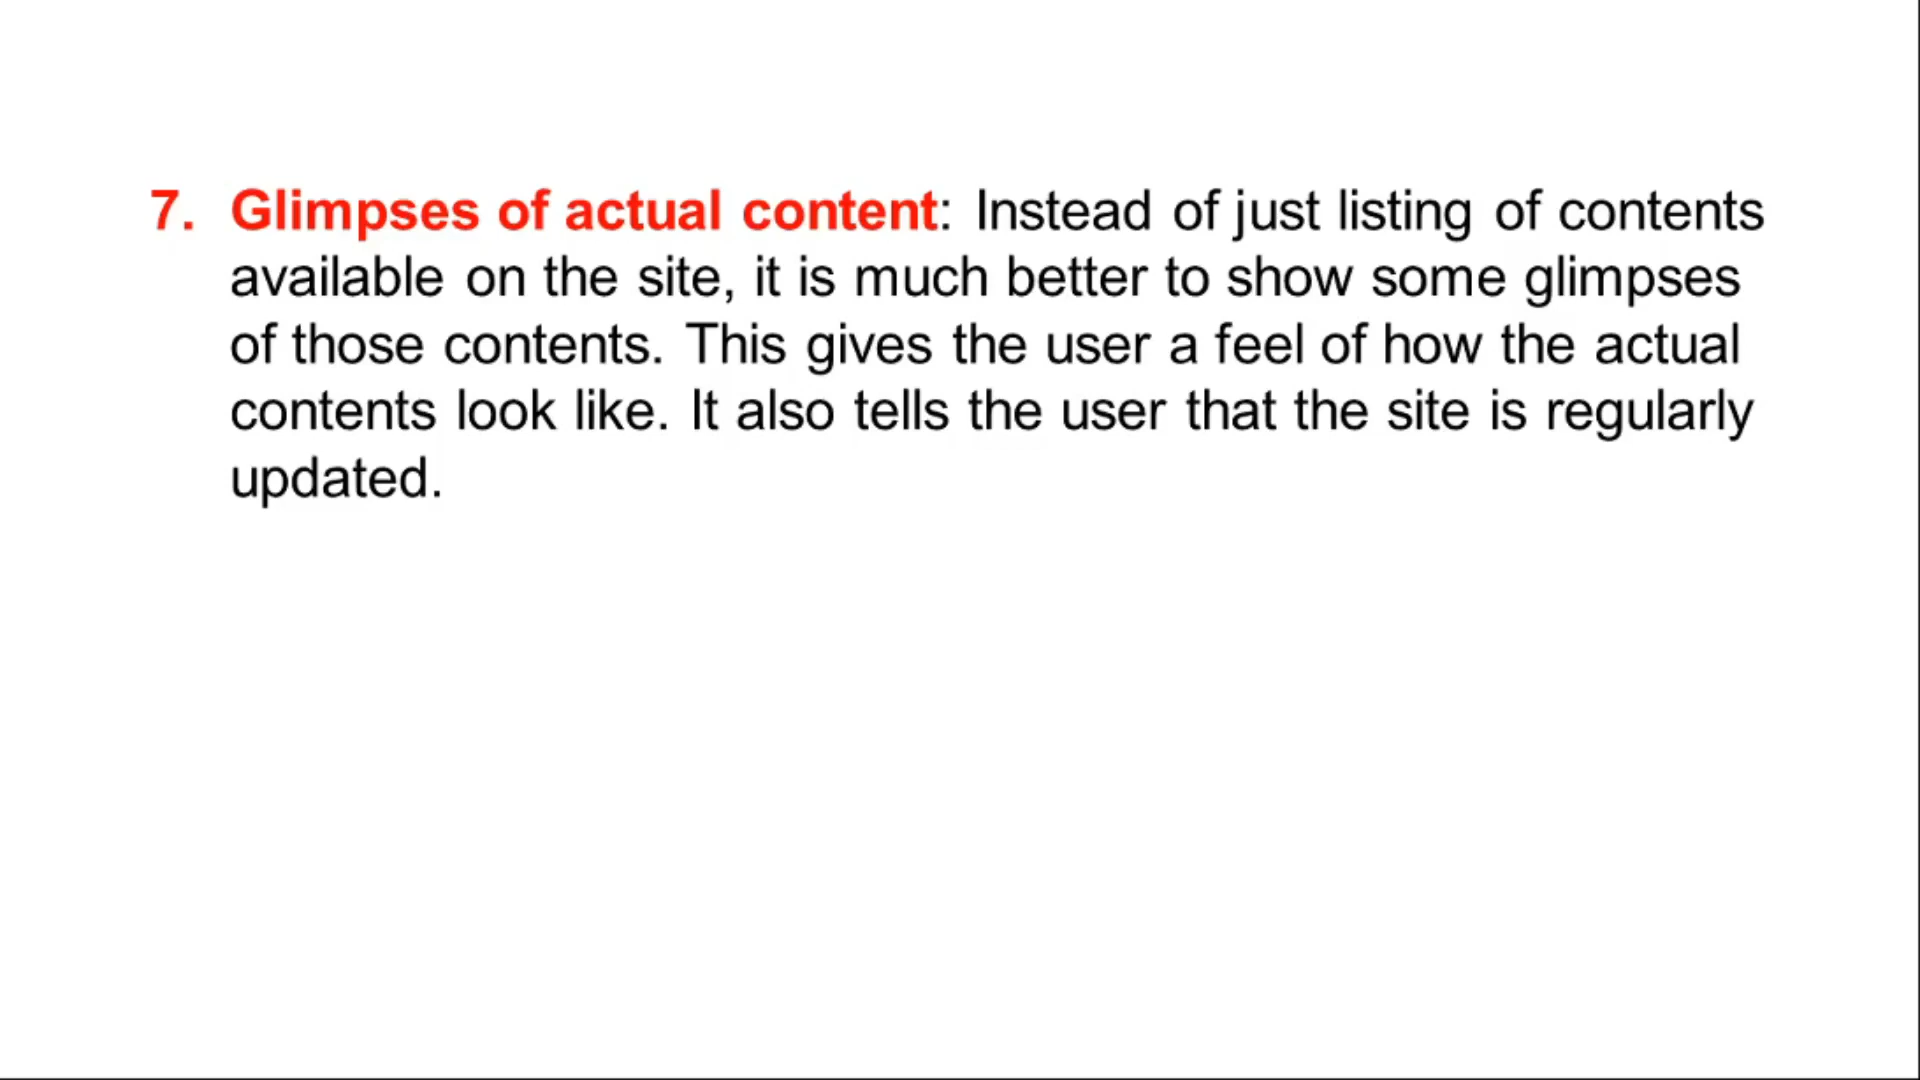 7. Glimpses of actual content: Instead of just listing of contents
available on the site, it is much better to show some glimpses
of those contents. This gives the user a feel of how the actual
contents look like. It also tells the user that the site is regularly
updated.